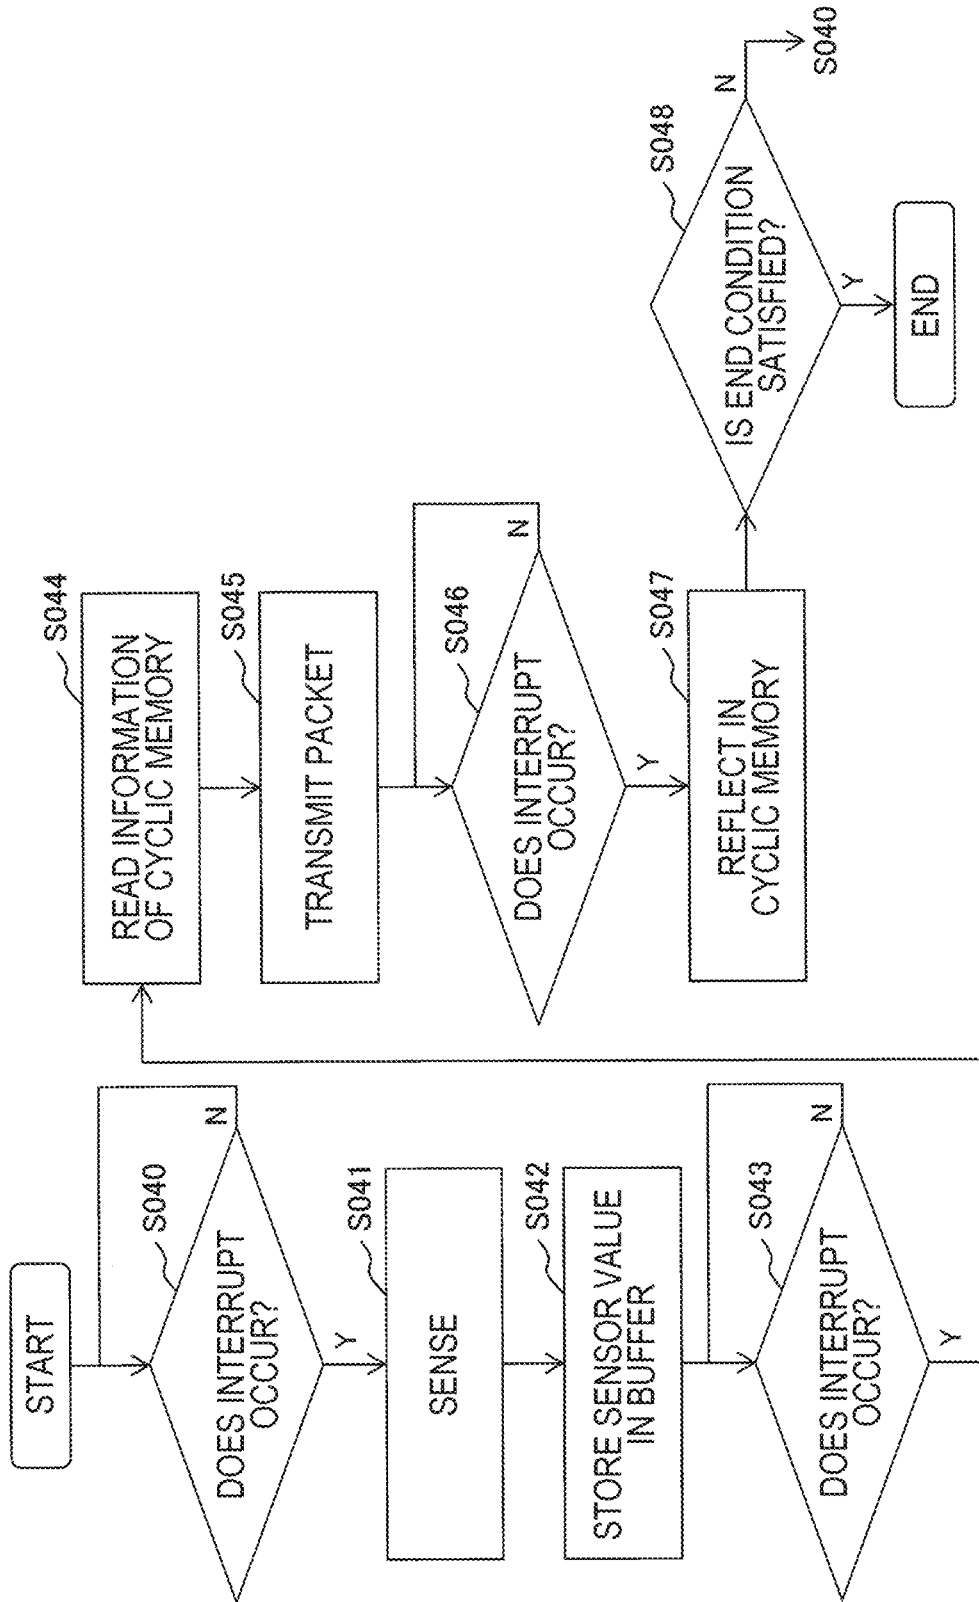 START
S040
DOES INTERRUPT
OCCUR?
N
Y
S041
SENSE
S042
STORE SENSOR VALUE
IN BUFFER
S043
DOES INTERRUPT
OCCUR?
N
Y
S044
READ INFORMATION
OF CYCLIC MEMORY
S045
TRANSMIT PACKET
S046
DOES INTERRUPT
OCCUR?
N
Y
S047
REFLECT IN
CYCLIC MEMORY
S048
IS END CONDITION
SATISFIED?
N
S040
Y
END